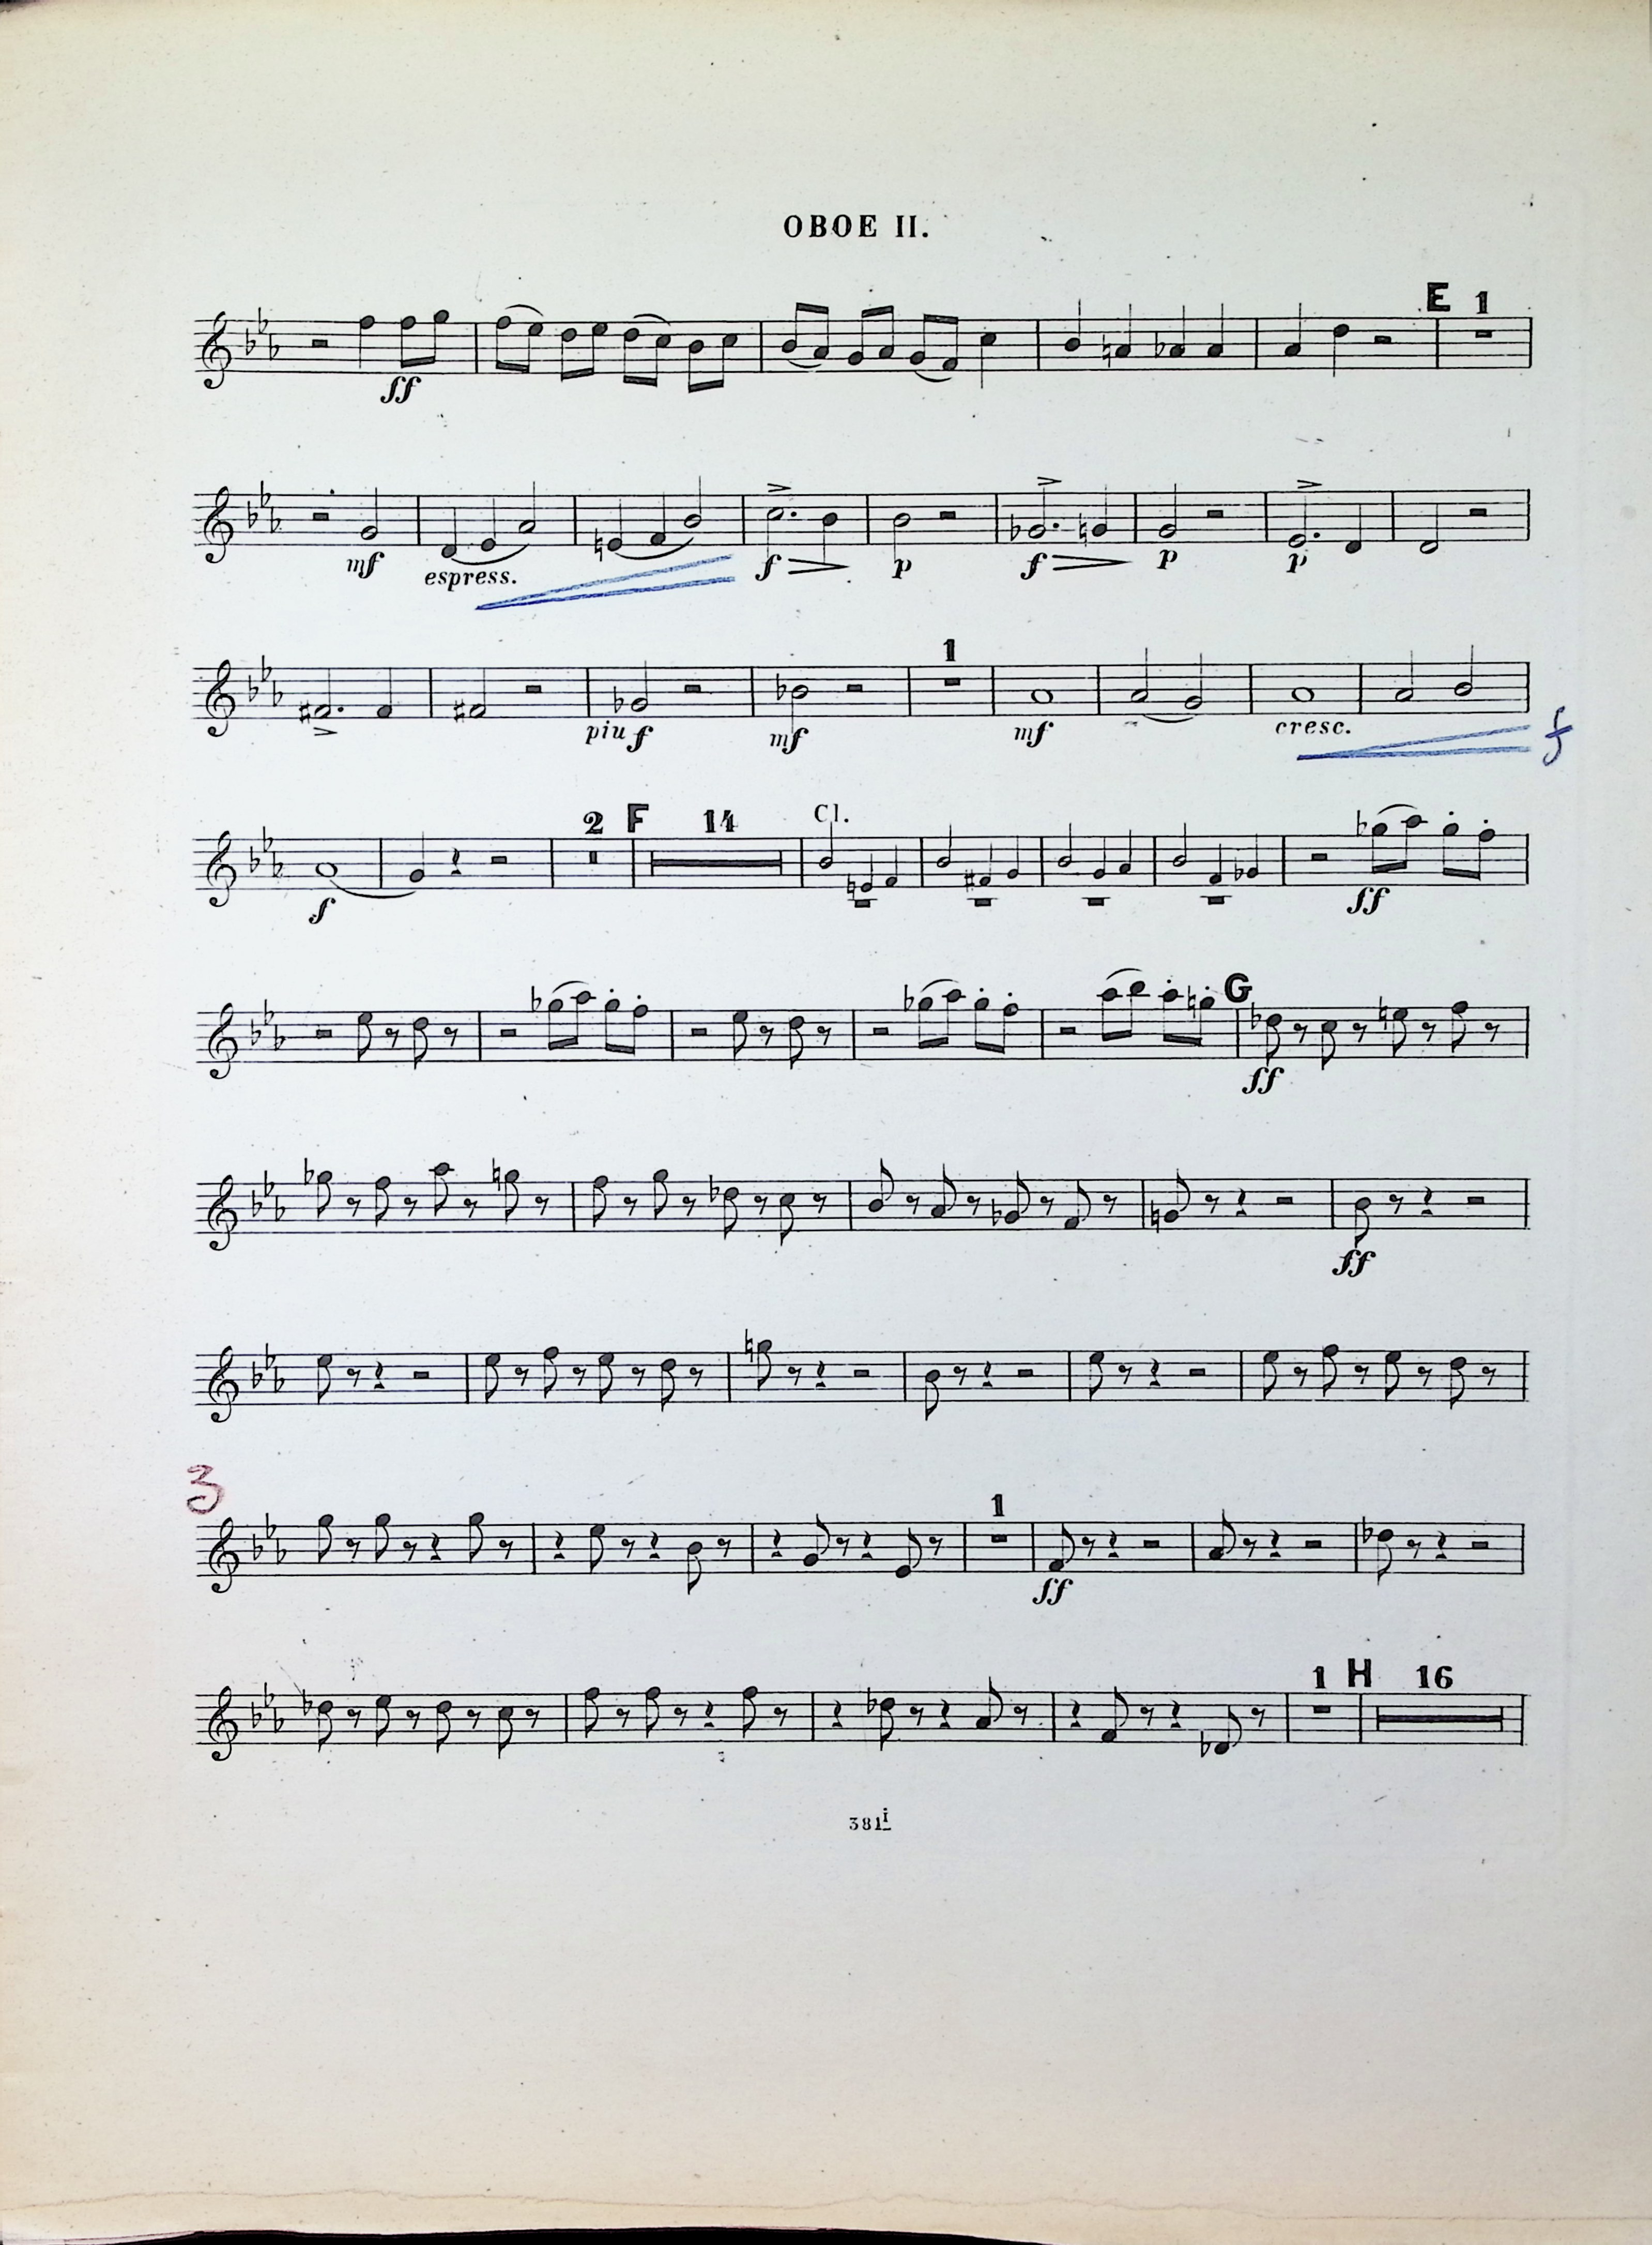 OBOE II.
E 1
ff
mf espress. f p f p p
1
piu f mf mf cresc. f
2 F 14 Cl.
f ff
G
ff
ff
3
1
ff
1 H 16
381i